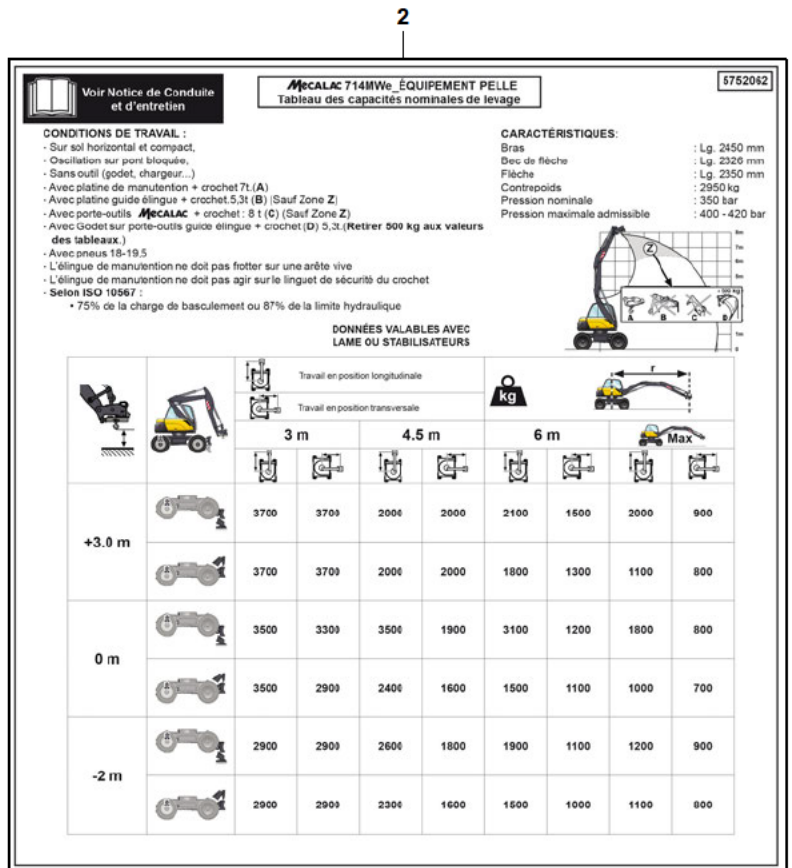 2
Voir Notice de Conduite
et d'entretien
MECALAC 714MWe_ÉQUIPEMENT PELLE
Tableau des capacités nominales de levage
5752062
CONDITIONS DE TRAVAIL :
- Sur sol horizontal et compact,
- Oscillation sur pont bloquée,
- Sans outil (godet, chargeur...)
- Avec platine de manutention + crochet 7t.(A)
- Avec platine guide élingue + crochet.5,3t (B) (Sauf Zone Z)
- Avec porte-outils MECALAC + crochet : 8 t (C) (Sauf Zone Z)
- Avec Godet sur porte-outils guide élingue + crochet (D) 5,3t.(Retirer 500 kg aux valeurs
des tableaux.)
- Avec pneus 18-19,5
- L'élingue de manutention ne doit pas frotter sur une arête vive
- L'élingue de manutention ne doit pas agir sur le linguet de sécurité du crochet
- Selon ISO 10567 :
• 75% de la charge de basculement ou 87% de la limite hydraulique
CARACTÉRISTIQUES:
Bras : Lg. 2450 mm
Bec de flèche : Lg. 2326 mm
Flèche : Lg. 2350 mm
Contrepoids : 2950 kg
Pression nominale : 350 bar
Pression maximale admissible : 400 - 420 bar
8m
7m
6m
5m
Z
- 500 kg
A B C D
1m
0
DONNÉES VALABLES AVEC
LAME OU STABILISATEURS
Travail en position longitudinale
Travail en position transversale
kg
r
3 m 4.5 m 6 m Max
+3.0 m
3700 3700 2000 2000 2100 1500 2000 900
3700 3700 2000 2000 1800 1300 1100 800
0 m
3500 3300 3500 1900 3100 1200 1800 800
3500 2900 2400 1600 1500 1100 1000 700
-2 m
2900 2900 2600 1800 1900 1100 1200 900
2900 2900 2300 1600 1500 1000 1100 800